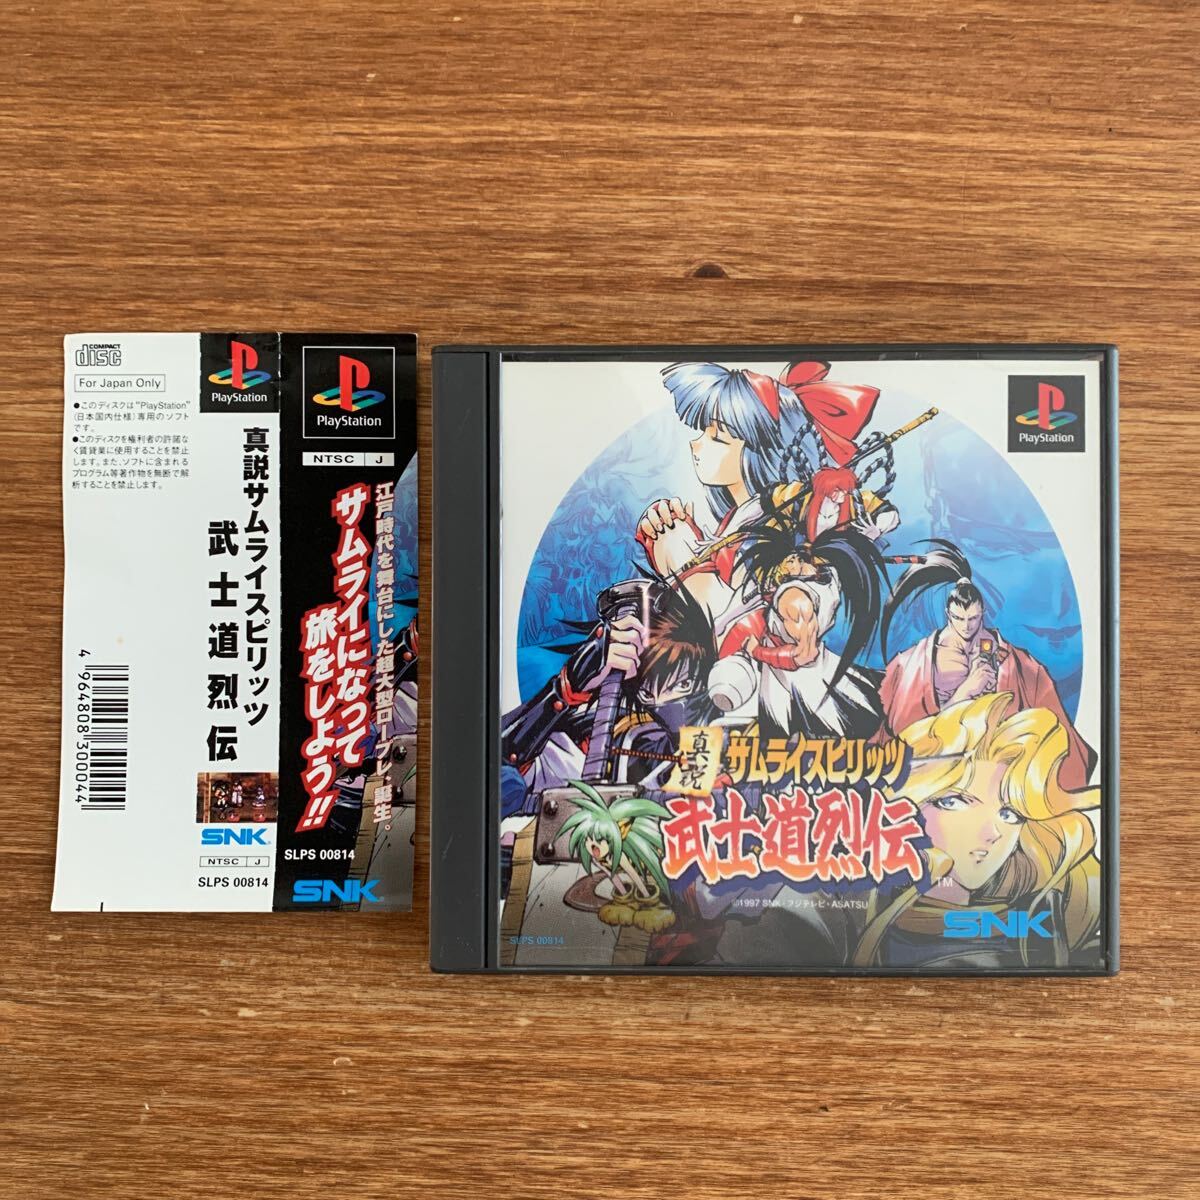 COMPACT
disc
For Japan Only
●このディスクは"PlayStation"
(日本国内仕様)専用のソフト
です。
●このディスクを権利者の許諾な
く賃貸業に使用することを禁止
します。また、ソフトに含まれる
プログラム等著作物を無断で解
析することを禁止します。
4 964808 300044
PlayStation
真説サムライスピリッツ
武士道烈伝
SNK
NTSC J
SLPS 00814
PlayStation
NTSC J
江戸時代を舞台にした超大型ロープレ、誕生。
サムライになって
旅をしよう!!
SLPS 00814
SNK
PlayStation
真説
サムライスピリッツ
武士道烈伝
TM
©1997 SNK・フジテレビ・ASATSU
SLPS 00814
SNK